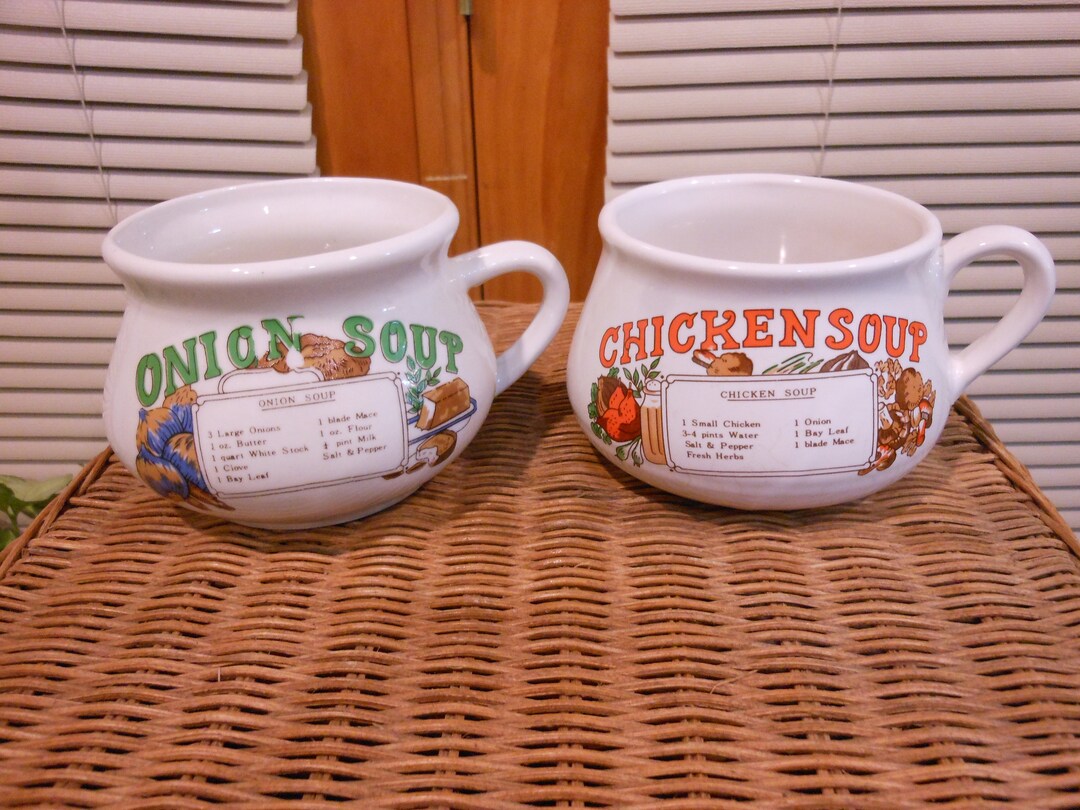 ONION SOUP
ONION SOUP
3 Large Onions
1 oz. Butter
1 quart White Stock
1 Clove
1 Bay Leaf
1 blade Mace
1 oz. Flour
¼ pint Milk
Salt & Pepper
CHICKEN SOUP
CHICKEN SOUP
1 Small Chicken
3-4 pints Water
Salt & Pepper
Fresh Herbs
1 Onion
1 Bay Leaf
1 blade Mace